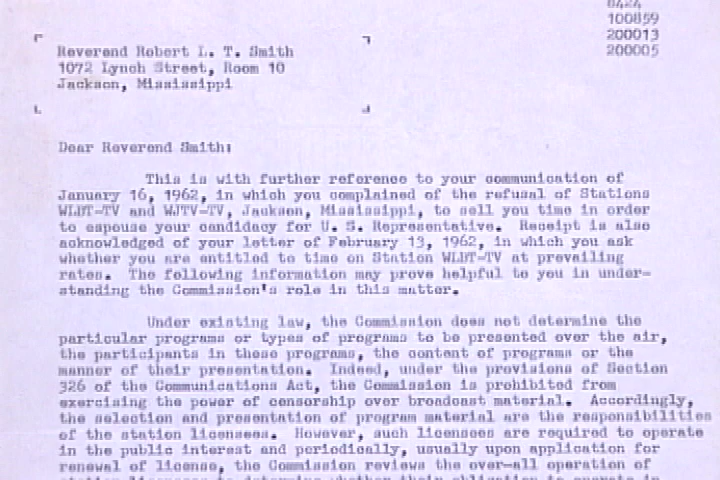 8424
100859
200013
200005
Reverend Robert L. T. Smith
1072 Lynch Street, Room 10
Jackson, Mississippi
Dear Reverend Smith:
This is with further reference to your communication of
January 16, 1962, in which you complained of the refusal of Stations
WLBT-TV and WJTV-TV, Jackson, Mississippi, to sell you time in order
to espouse your candidacy for U. S. Representative. Receipt is also
acknowledged of your letter of February 13, 1962, in which you ask
whether you are entitled to time on Station WLBT-TV at prevailing
rates. The following information may prove helpful to you in under-
standing the Commission's role in this matter.
Under existing law, the Commission does not determine the
particular programs or types of programs to be presented over the air,
the participants in these programs, the content of programs or the
manner of their presentation. Indeed, under the provisions of Section
326 of the Communications Act, the Commission is prohibited from
exercising the power of censorship over broadcast material. Accordingly,
the selection and presentation of program material are the responsibilities
of the station licensees. However, such licensees are required to operate
in the public interest and periodically, usually upon application for
renewal of license, the Commission reviews the over-all operation of
station licensees to determine whether their obligation to operate in